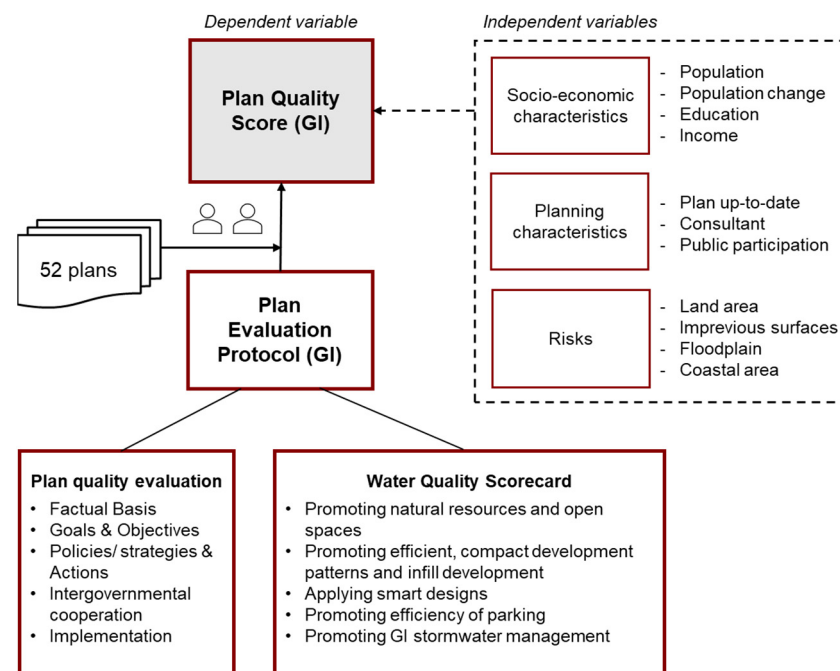 Dependent variable
Independent variables
Plan Quality
Score (GI)
Socio-economic
characteristics
- Population
- Population change
- Education
- Income
Planning
characteristics
- Plan up-to-date
- Consultant
- Public participation
Risks
- Land area
- Imprevious surfaces
- Floodplain
- Coastal area
52 plans
Plan
Evaluation
Protocol (GI)
Plan quality evaluation
• Factual Basis
• Goals & Objectives
• Policies/ strategies &
Actions
• Intergovernmental
cooperation
• Implementation
Water Quality Scorecard
• Promoting natural resources and open
spaces
• Promoting efficient, compact development
patterns and infill development
• Applying smart designs
• Promoting efficiency of parking
• Promoting GI stormwater management